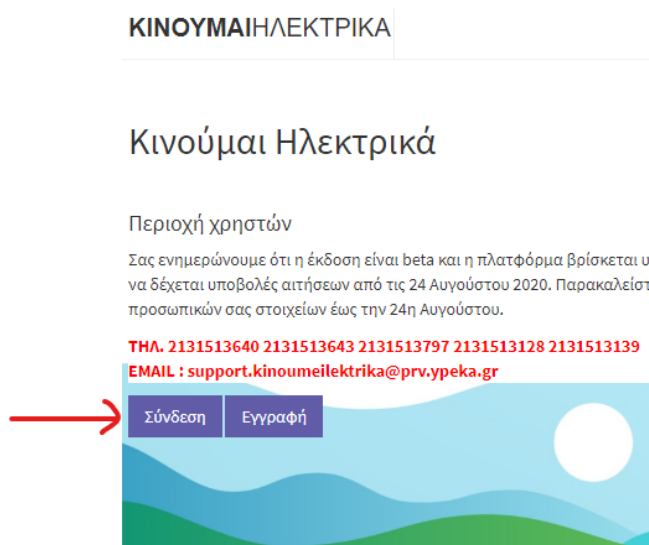 ΚΙΝΟΥΜΑΙΗΛΕΚΤΡΙΚΑ
Κινούμαι Ηλεκτρικά
Περιοχή χρηστών
Σας ενημερώνουμε ότι η έκδοση είναι beta και η πλατφόρμα βρίσκεται
να δέχεται υποβολές αιτήσεων από τις 24 Αυγούστου 2020.
προσωπικών σας στοιχείων έως την 24η Αυγούστου.
ΤΗΛ. 2131513640 2131513643 2131513797 2131513128 2131513139
EMAIL : support.kinoumeilektrika@prv.ypeka.gr
Σύνδεση Εγγραφή